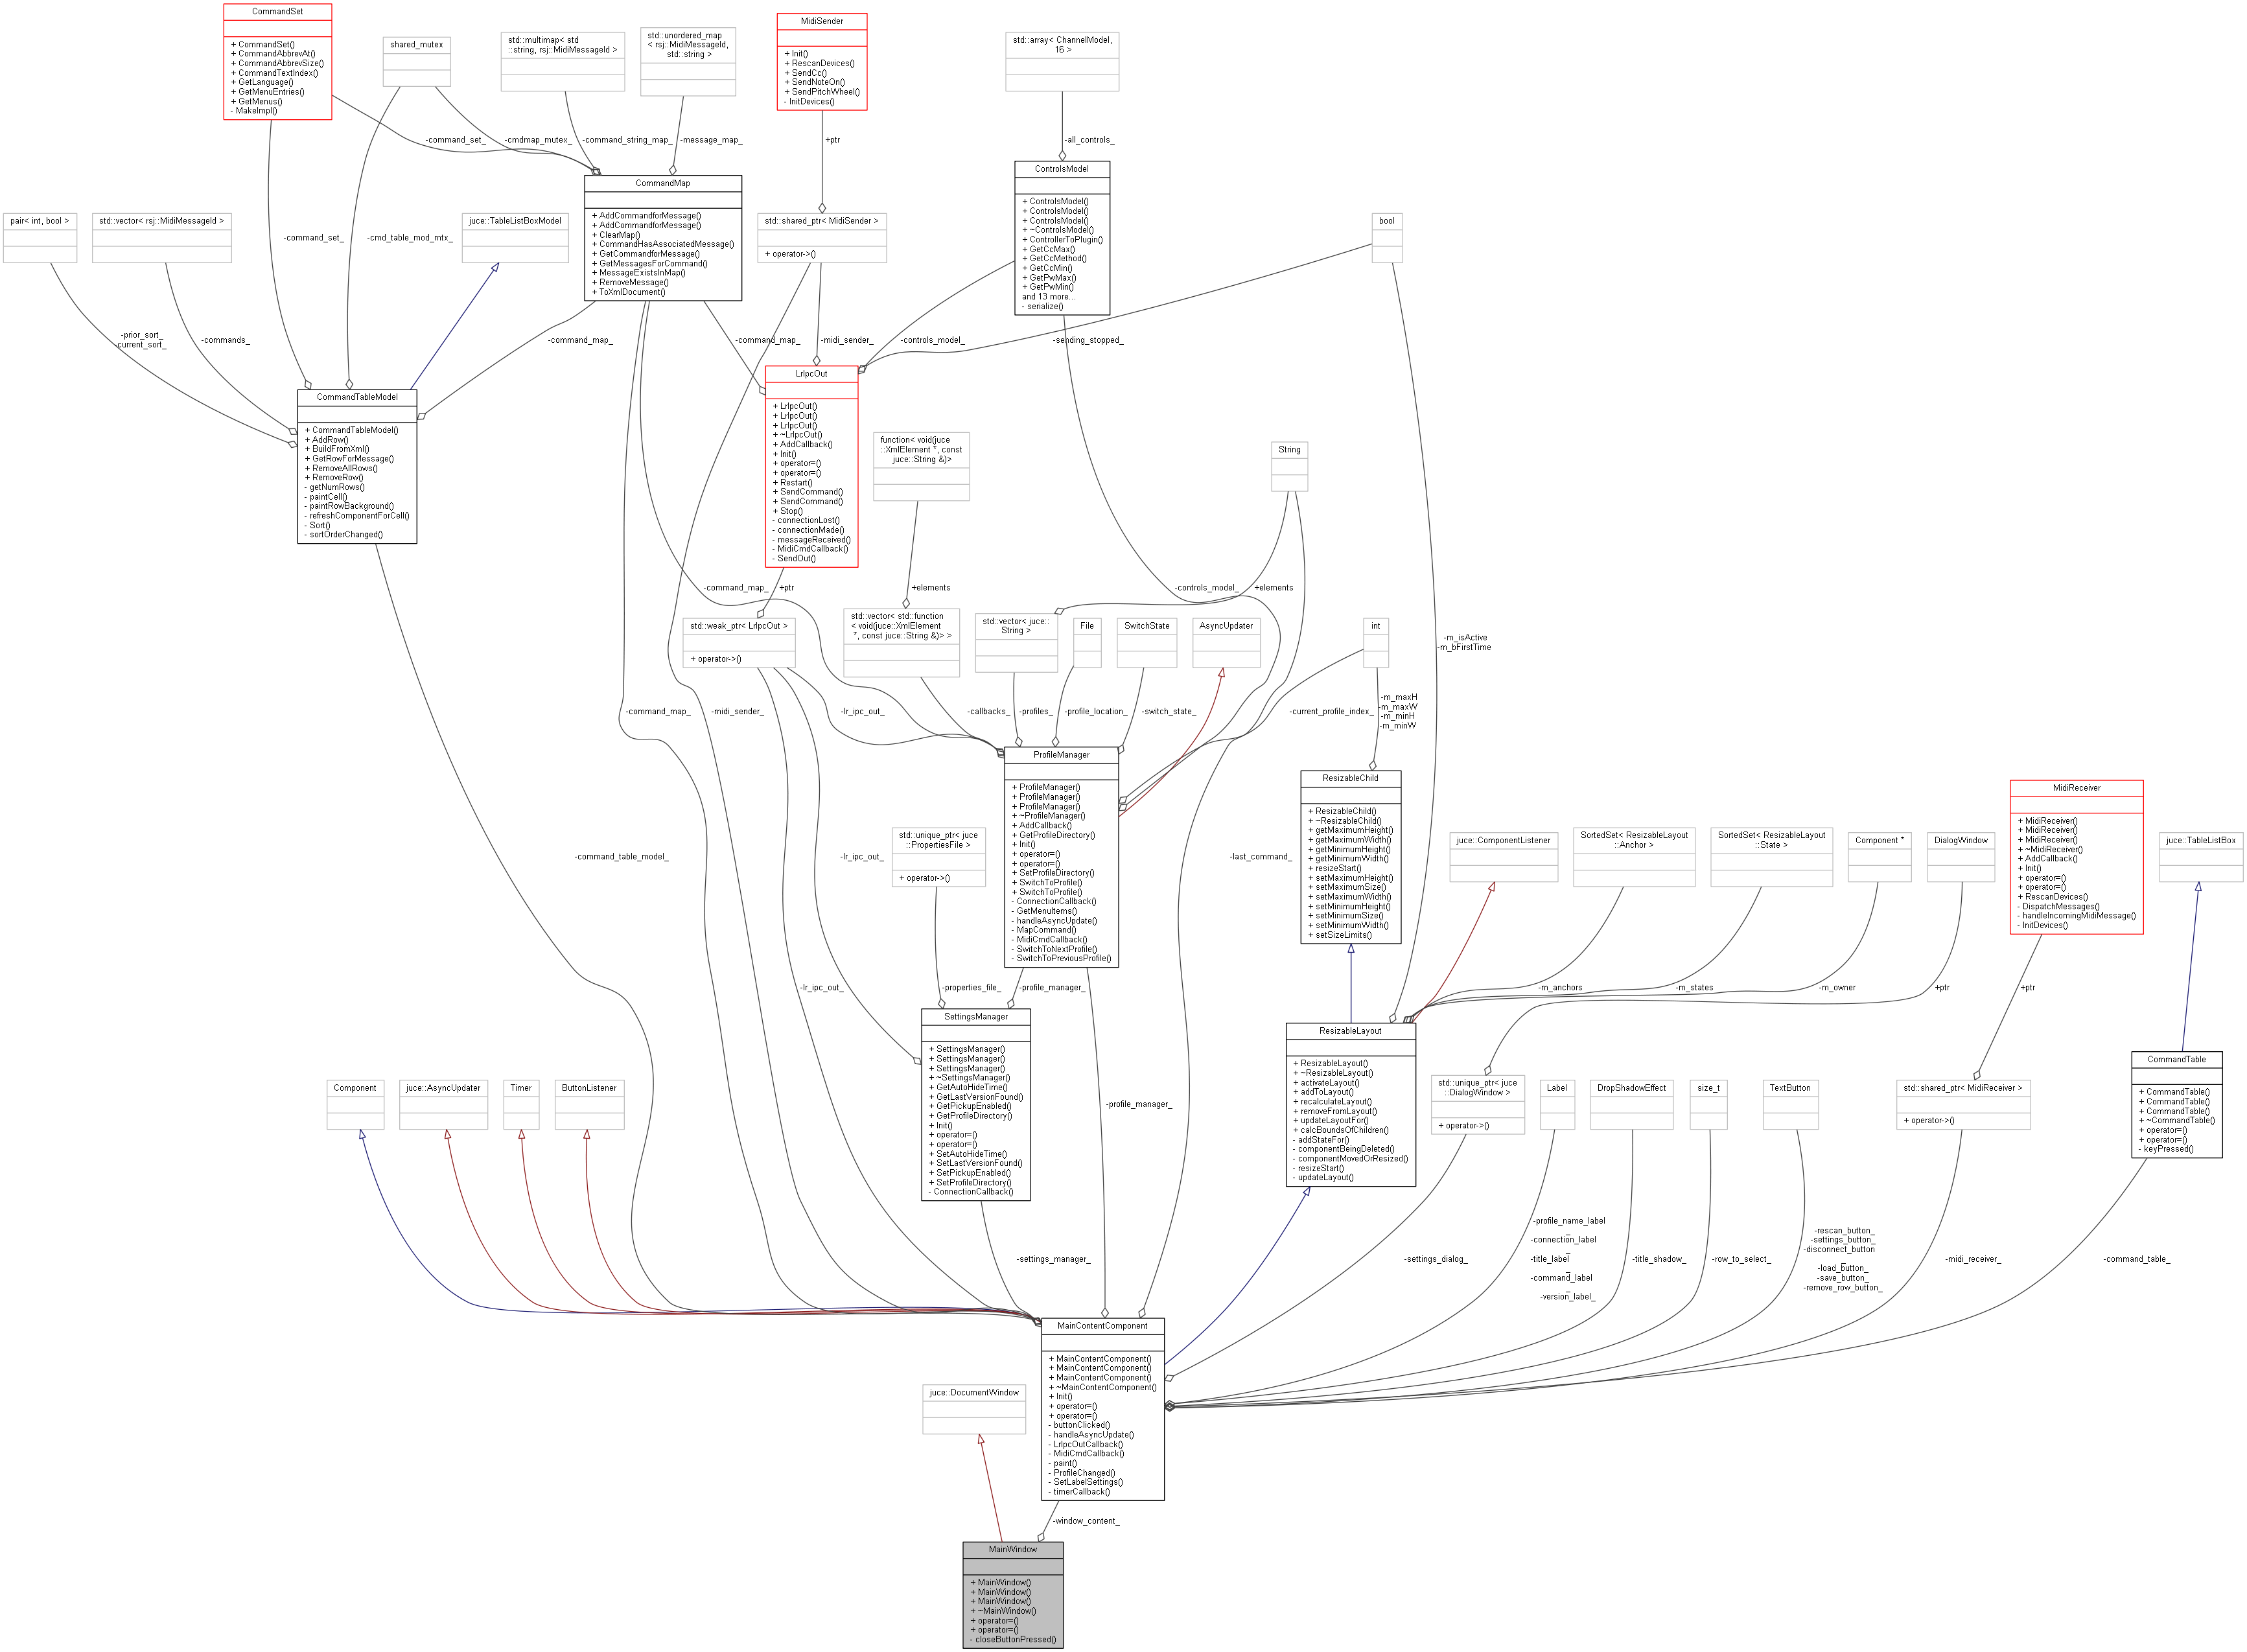 CommandSet
+ CommandSet()
+ CommandAbbrevAt()
+ CommandAbbrevSize()
+ CommandTextIndex()
+ GetLanguage()
+ GetMenuEntries()
+ GetMenus()
- MakeImpl()
shared_mutex
std::multimap< std
::string, rsj::MidiMessageId >
std::unordered_map
< rsj::MidiMessageId,
std::string >
MidiSender
+ Init()
+ RescanDevices()
+ SendCc()
+ SendNoteOn()
+ SendPitchWheel()
- InitDevices()
std::array< ChannelModel,
16 >
-command_set_
-cmdmap_mutex_
-command_string_map_
-message_map_
+ptr
-all_controls_
pair< int, bool >
std::vector< rsj::MidiMessageId >
-command_set_
-cmd_table_mod_mtx_
juce::TableListBoxModel
CommandMap
+ AddCommandforMessage()
+ AddCommandforMessage()
+ ClearMap()
+ CommandHasAssociatedMessage()
+ GetCommandforMessage()
+ GetMessagesForCommand()
+ MessageExistsInMap()
+ RemoveMessage()
+ ToXmlDocument()
std::shared_ptr< MidiSender >
+ operator->()
ControlsModel
+ ControlsModel()
+ ControlsModel()
+ ControlsModel()
+ ~ControlsModel()
+ ControllerToPlugin()
+ GetCcMax()
+ GetCcMethod()
+ GetCcMin()
+ GetPwMax()
+ GetPwMin()
and 13 more...
- serialize()
bool
-prior_sort_
-current_sort_
-commands_
-command_map_
-command_map_
-midi_sender_
-controls_model_
-sending_stopped_
CommandTableModel
+ CommandTableModel()
+ AddRow()
+ BuildFromXml()
+ GetRowForMessage()
+ RemoveAllRows()
+ RemoveRow()
- getNumRows()
- paintCell()
- paintRowBackground()
- refreshComponentForCell()
- Sort()
- sortOrderChanged()
LrIpcOut
+ LrIpcOut()
+ LrIpcOut()
+ LrIpcOut()
+ ~LrIpcOut()
+ AddCallback()
+ Init()
+ operator=()
+ operator=()
+ Restart()
+ SendCommand()
+ SendCommand()
+ Stop()
- connectionLost()
- connectionMade()
- messageReceived()
- MidiCmdCallback()
- SendOut()
function< void(juce
::XmlElement *, const
juce::String &)>
String
-command_map_
+ptr
+elements
-controls_model_
+elements
std::weak_ptr< LrIpcOut >
+ operator->()
std::vector< std::function
< void(juce::XmlElement
*, const juce::String &)> >
std::vector< juce::
String >
File
SwitchState
AsyncUpdater
int
-m_isActive
-m_bFirstTime
-command_map_
-midi_sender_
-lr_ipc_out_
-callbacks_
-profiles_
-profile_location_
-switch_state_
-current_profile_index_
-m_maxH
-m_maxW
-m_minH
-m_minW
ProfileManager
+ ProfileManager()
+ ProfileManager()
+ ProfileManager()
+ ~ProfileManager()
+ AddCallback()
+ GetProfileDirectory()
+ Init()
+ operator=()
+ operator=()
+ SetProfileDirectory()
+ SwitchToProfile()
+ SwitchToProfile()
- ConnectionCallback()
- GetMenuItems()
- handleAsyncUpdate()
- MapCommand()
- MidiCmdCallback()
- SwitchToNextProfile()
- SwitchToPreviousProfile()
ResizableChild
+ ResizableChild()
+ ~ResizableChild()
+ getMaximumHeight()
+ getMaximumWidth()
+ getMinimumHeight()
+ getMinimumWidth()
+ resizeStart()
+ setMaximumHeight()
+ setMaximumSize()
+ setMaximumWidth()
+ setMinimumHeight()
+ setMinimumSize()
+ setMinimumWidth()
+ setSizeLimits()
MidiReceiver
+ MidiReceiver()
+ MidiReceiver()
+ MidiReceiver()
+ ~MidiReceiver()
+ AddCallback()
+ Init()
+ operator=()
+ operator=()
+ RescanDevices()
- DispatchMessages()
- handleIncomingMidiMessage()
- InitDevices()
-command_table_model_
-lr_ipc_out_
std::unique_ptr< juce
::PropertiesFile >
+ operator->()
-last_command_
juce::ComponentListener
SortedSet< ResizableLayout
::Anchor >
SortedSet< ResizableLayout
::State >
Component *
DialogWindow
juce::TableListBox
-lr_ipc_out_
-properties_file_
-profile_manager_
-m_anchors
-m_states
-m_owner
+ptr
+ptr
SettingsManager
+ SettingsManager()
+ SettingsManager()
+ SettingsManager()
+ ~SettingsManager()
+ GetAutoHideTime()
+ GetLastVersionFound()
+ GetPickupEnabled()
+ GetProfileDirectory()
+ Init()
+ operator=()
+ operator=()
+ SetAutoHideTime()
+ SetLastVersionFound()
+ SetPickupEnabled()
+ SetProfileDirectory()
- ConnectionCallback()
ResizableLayout
+ ResizableLayout()
+ ~ResizableLayout()
+ activateLayout()
+ addToLayout()
+ recalculateLayout()
+ removeFromLayout()
+ updateLayoutFor()
+ calcBoundsOfChildren()
- addStateFor()
- componentBeingDeleted()
- componentMovedOrResized()
- resizeStart()
- updateLayout()
CommandTable
+ CommandTable()
+ CommandTable()
+ CommandTable()
+ ~CommandTable()
+ operator=()
+ operator=()
- keyPressed()
Component
juce::AsyncUpdater
Timer
ButtonListener
-profile_manager_
std::unique_ptr< juce
::DialogWindow >
+ operator->()
Label
DropShadowEffect
size_t
TextButton
std::shared_ptr< MidiReceiver >
+ operator->()
-settings_manager_
-settings_dialog_
-profile_name_label
_
-connection_label
_
-title_label
_
-command_label
_
-version_label_
-title_shadow_
-row_to_select_
-rescan_button_
-settings_button_
-disconnect_button
_
-load_button_
-save_button_
-remove_row_button_
-midi_receiver_
-command_table_
MainContentComponent
+ MainContentComponent()
+ MainContentComponent()
+ MainContentComponent()
+ ~MainContentComponent()
+ Init()
+ operator=()
+ operator=()
- buttonClicked()
- handleAsyncUpdate()
- LrIpcOutCallback()
- MidiCmdCallback()
- paint()
- ProfileChanged()
- SetLabelSettings()
- timerCallback()
juce::DocumentWindow
-window_content_
MainWindow
+ MainWindow()
+ MainWindow()
+ MainWindow()
+ ~MainWindow()
+ operator=()
+ operator=()
- closeButtonPressed()